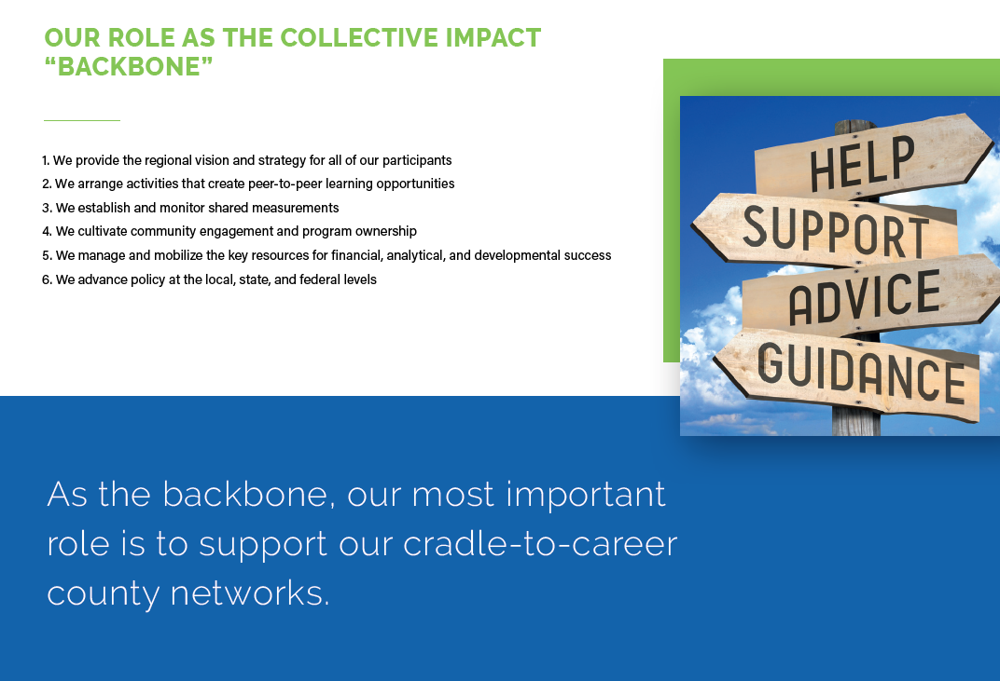 OUR ROLE AS THE COLLECTIVE IMPACT
“BACKBONE”
1. We provide the regional vision and strategy for all of our participants
2. We arrange activities that create peer-to-peer learning opportunities
3. We establish and monitor shared measurements
4. We cultivate community engagement and program ownership
5. We manage and mobilize the key resources for financial, analytical, and developmental success
6. We advance policy at the local, state, and federal levels
HELP
SUPPORT
ADVICE
GUIDANCE
As the backbone, our most important
role is to support our cradle-to-career
county networks.